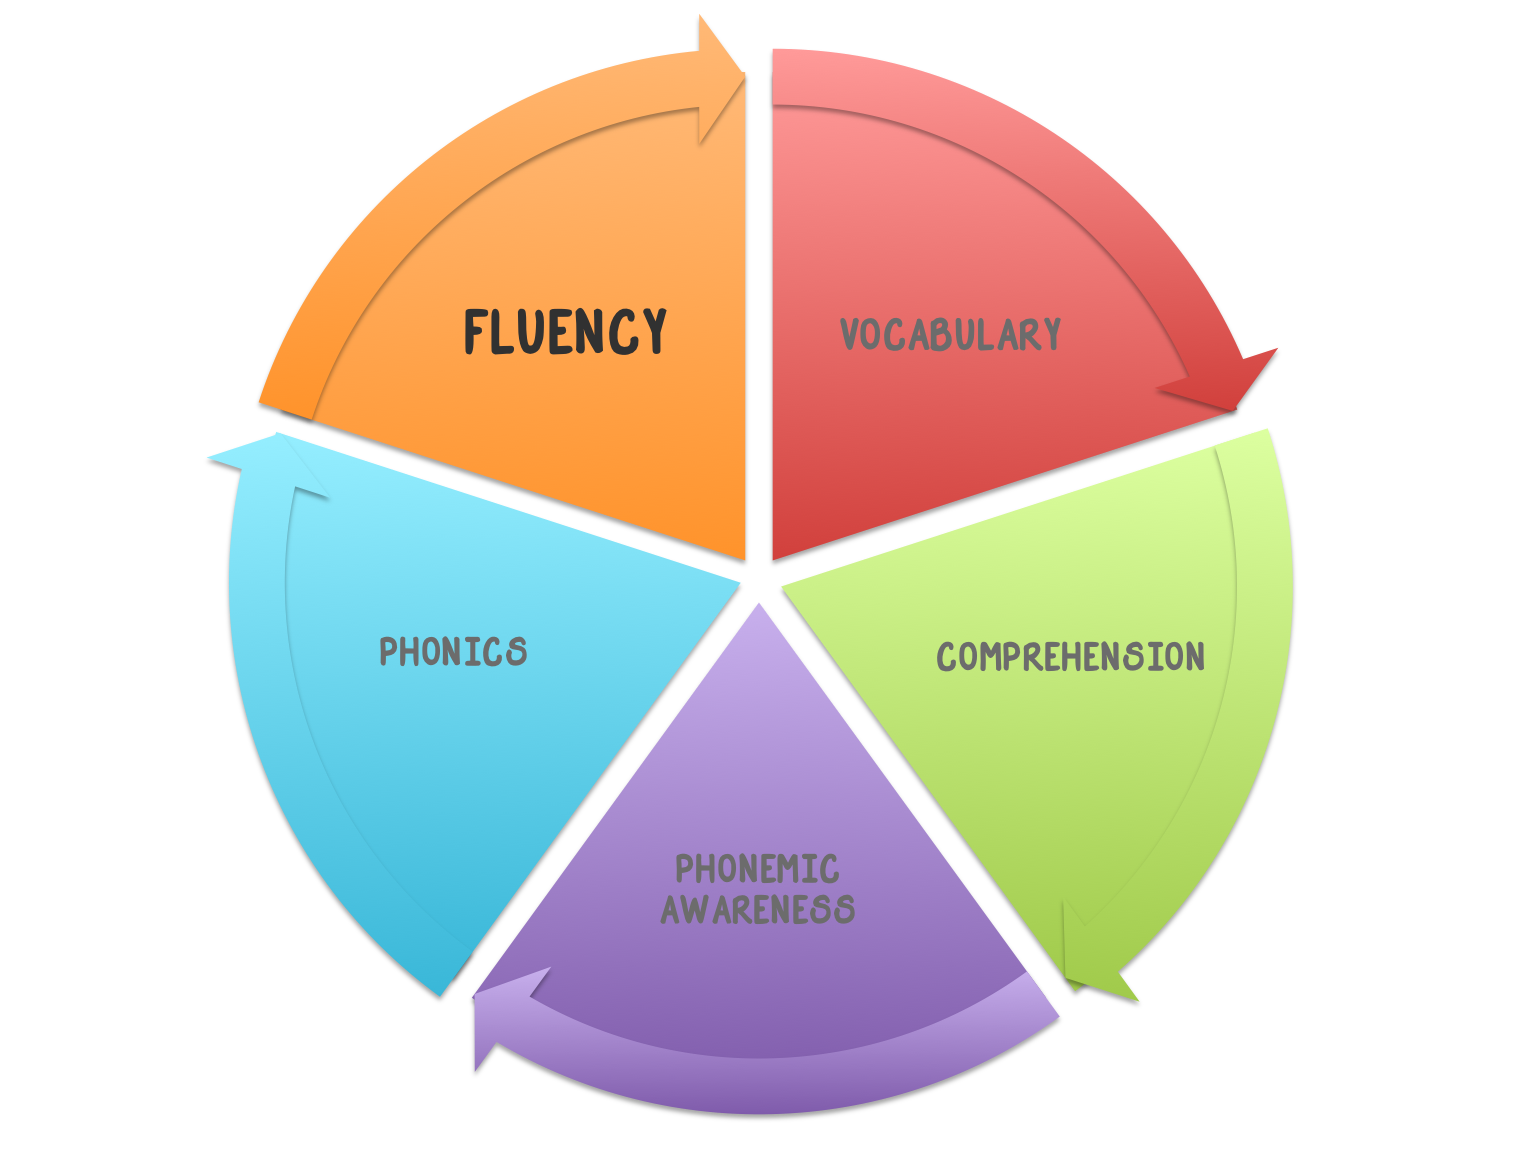 FLUENCY
VOCABULARY
PHONICS
COMPREHENSION
PHONEMIC
AWARENESS